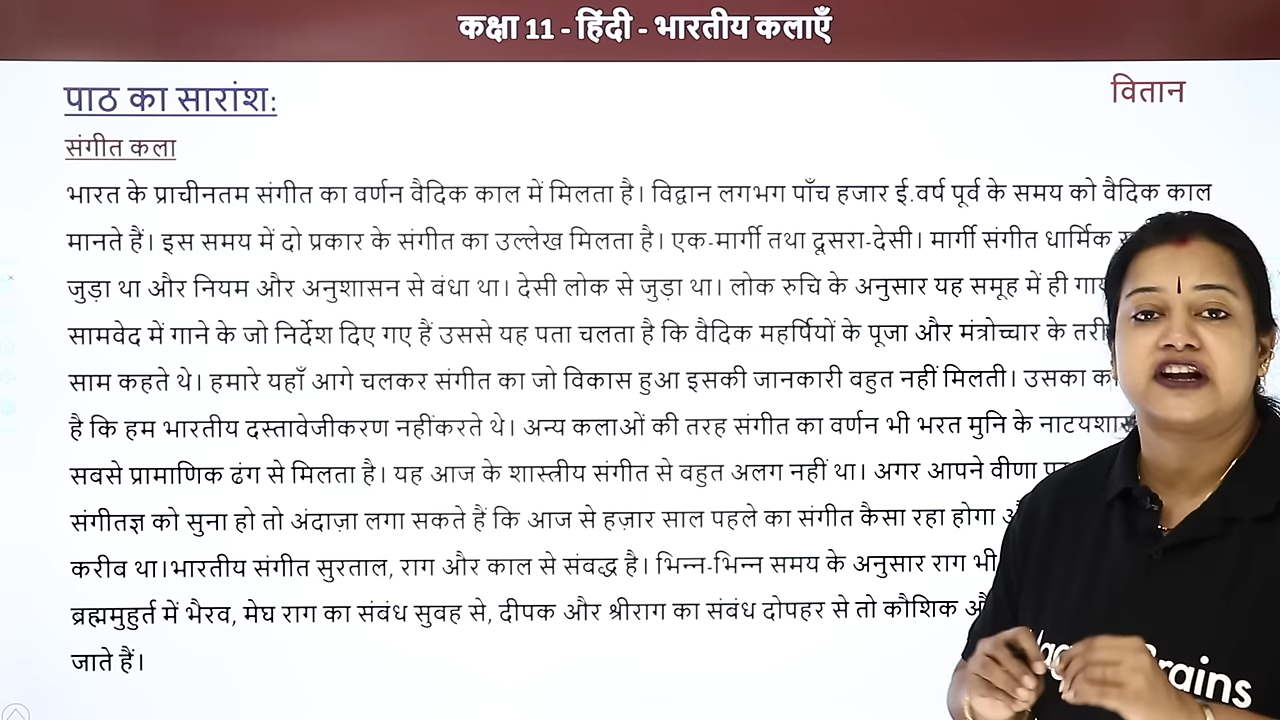 कक्षा 11 - हिंदी - भारतीय कलाएँ
पाठ का सारांश:
वितान
संगीत कला
भारत के प्राचीनतम संगीत का वर्णन वैदिक काल में मिलता है। विद्वान लगभग पाँच हजार ई.वर्ष पूर्व के समय को वैदिक काल
मानते हैं। इस समय में दो प्रकार के संगीत का उल्लेख मिलता है। एक-मार्गी तथा दूसरा-देसी। मार्गी संगीत धार्मिक
जुड़ा था और नियम और अनुशासन से वंधा था। देसी लोक से जुड़ा था। लोक रुचि के अनुसार यह समूह में ही
सामवेद में गाने के जो निर्देश दिए गए हैं उससे यह पता चलता है कि वैदिक महर्षियों के पूजा और मंत्रोच्चार के
साम कहते थे। हमारे यहाँ आगे चलकर संगीत का जो विकास हुआ इसकी जानकारी वहुत नहीं मिलती। उसका
है कि हम भारतीय दस्तावेजीकरण नहींकरते थे। अन्य कलाओं की तरह संगीत का वर्णन भी भरत मुनि के
सबसे प्रामाणिक ढंग से मिलता है। यह आज के शास्त्रीय संगीत से वहुत अलग नहीं था। अगर आपने वीणा
संगीतज्ञ को सुना हो तो अंदाज़ा लगा सकते हैं कि आज से हज़ार साल पहले का संगीत कैसा रहा होगा
करीव था।भारतीय संगीत सुरताल, राग और काल से संवद्ध है। भिन्न-भिन्न समय के अनुसार राग भी
ब्रह्ममुहुर्त में भैरव, मेघ राग का संबंध सुवह से, दीपक और श्रीराग का संबंध दोपहर से तो कौशिक
जाते हैं।